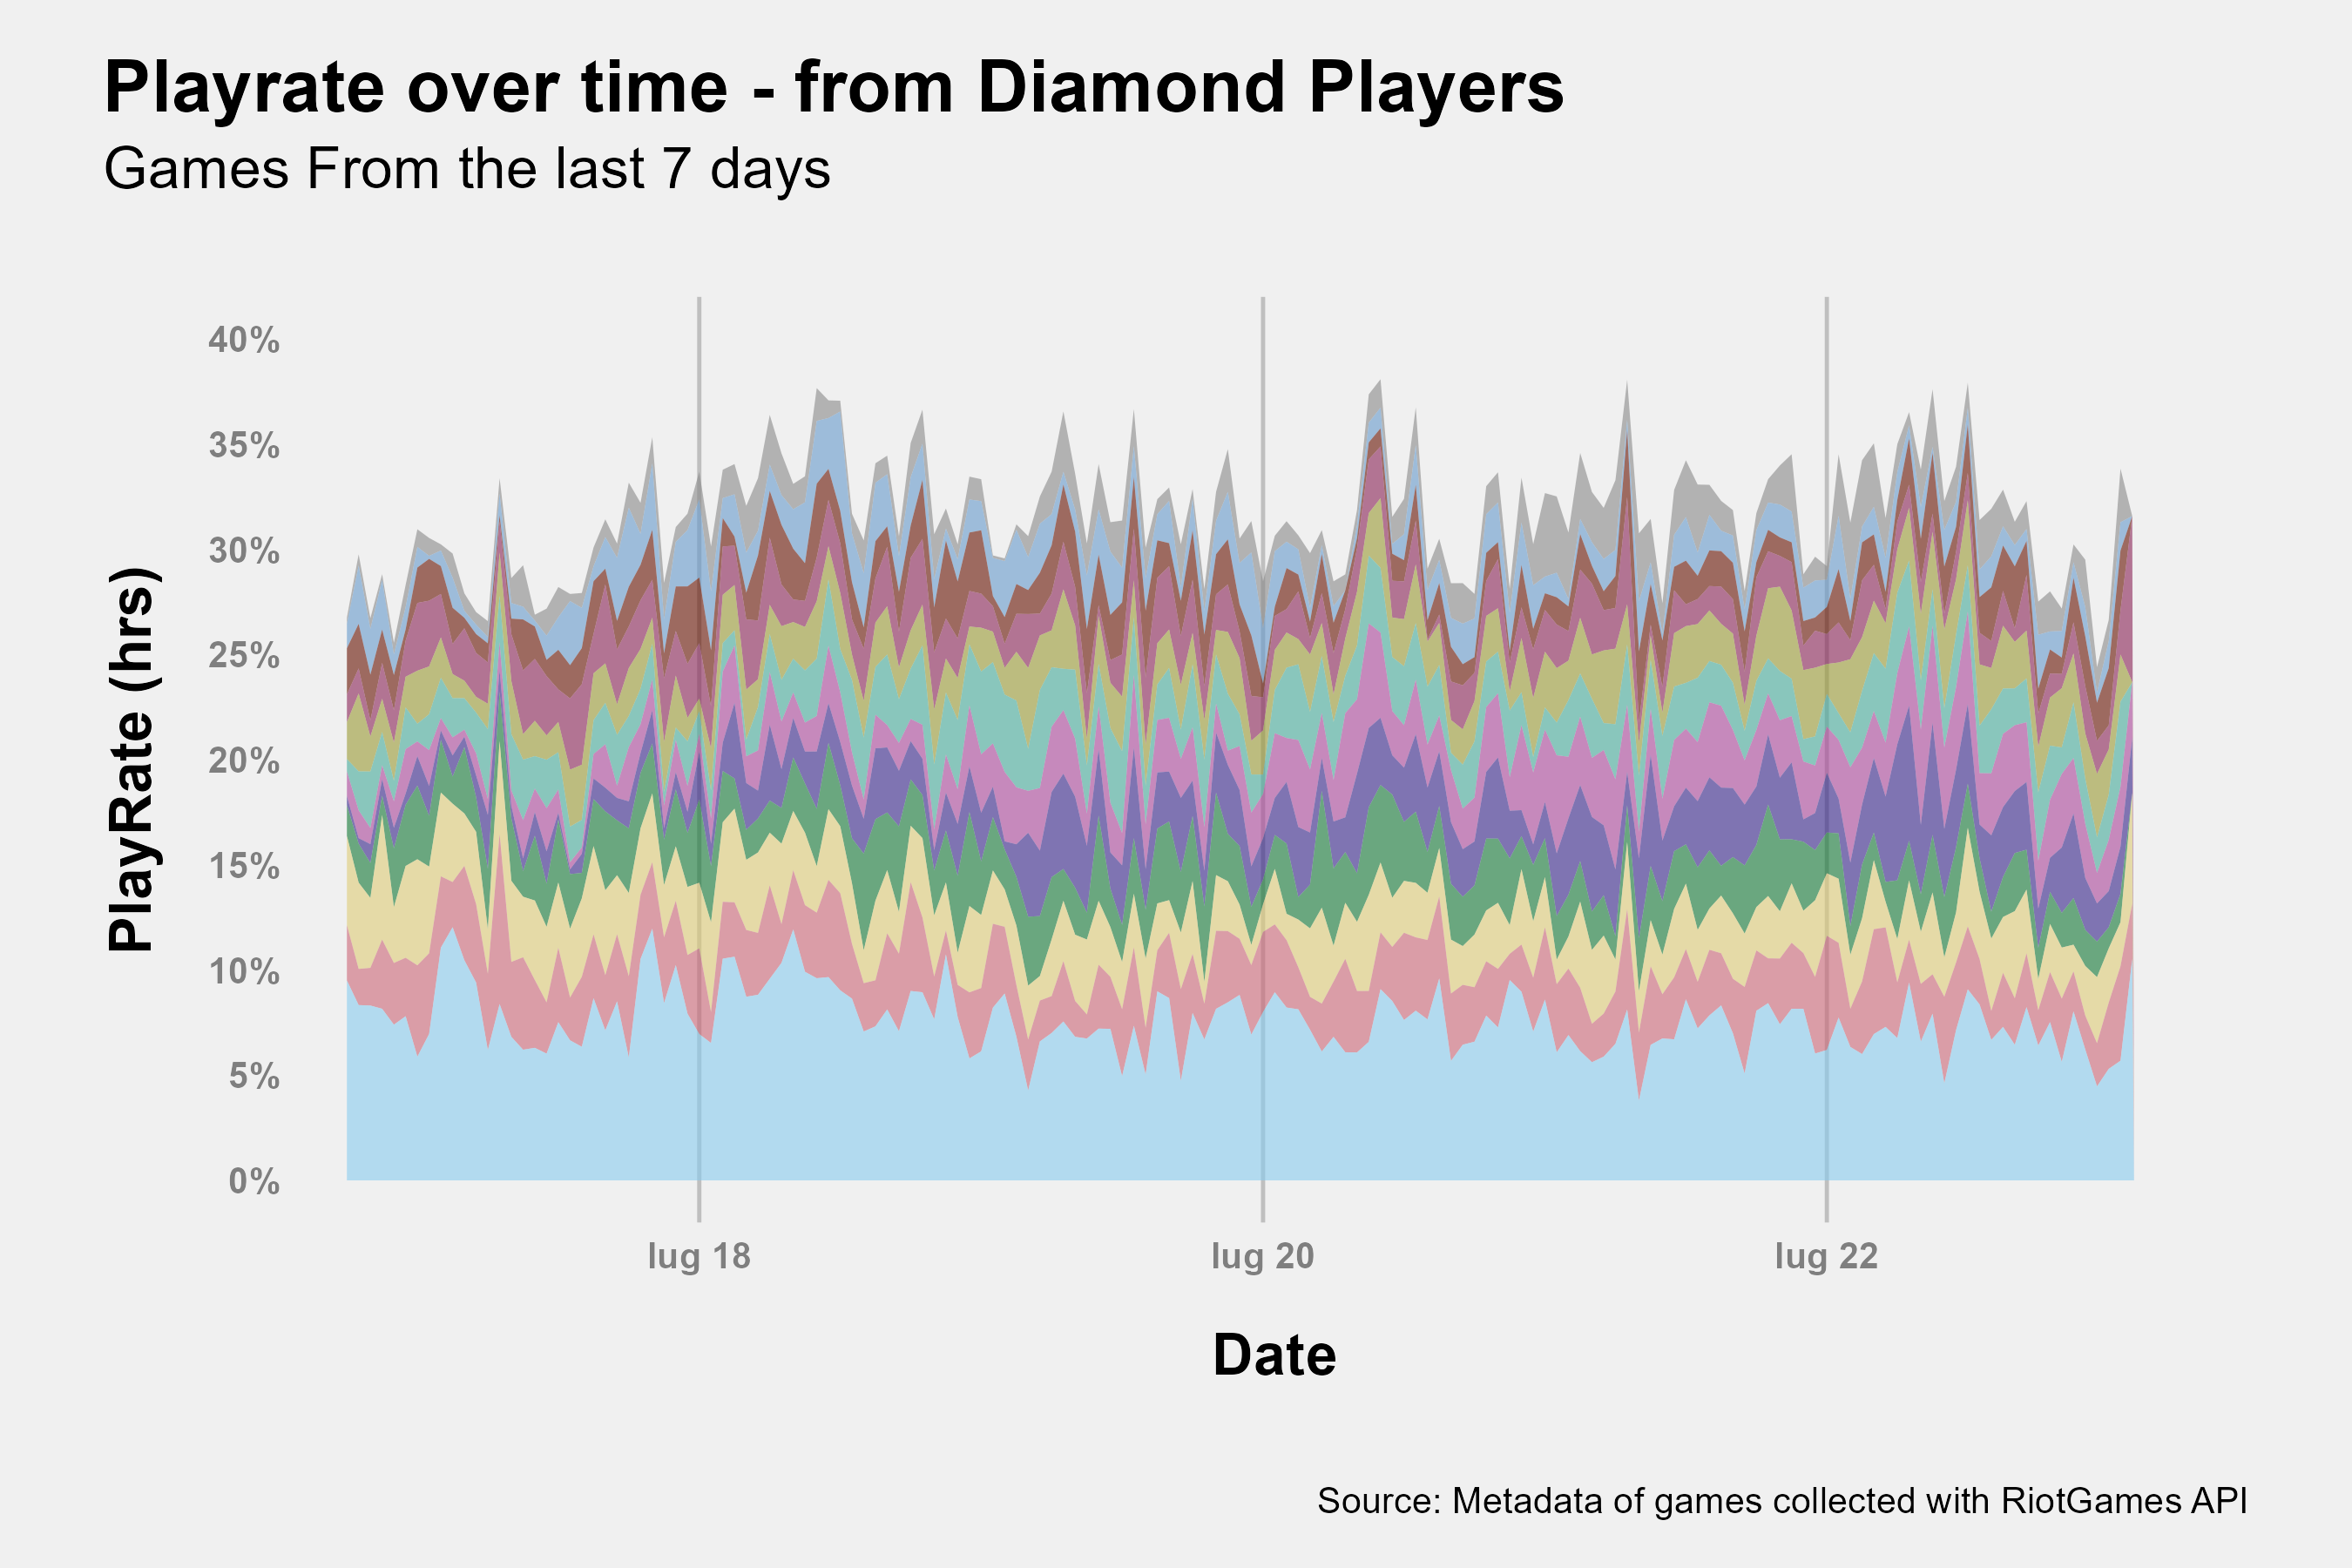 Playrate over time - from Diamond Players
Games From the last 7 days
PlayRate (hrs)
40%
35%
30%
25%
20%
15%
10%
5%
0%
lug 18
lug 20
lug 22
Date
Source: Metadata of games collected with RiotGames API